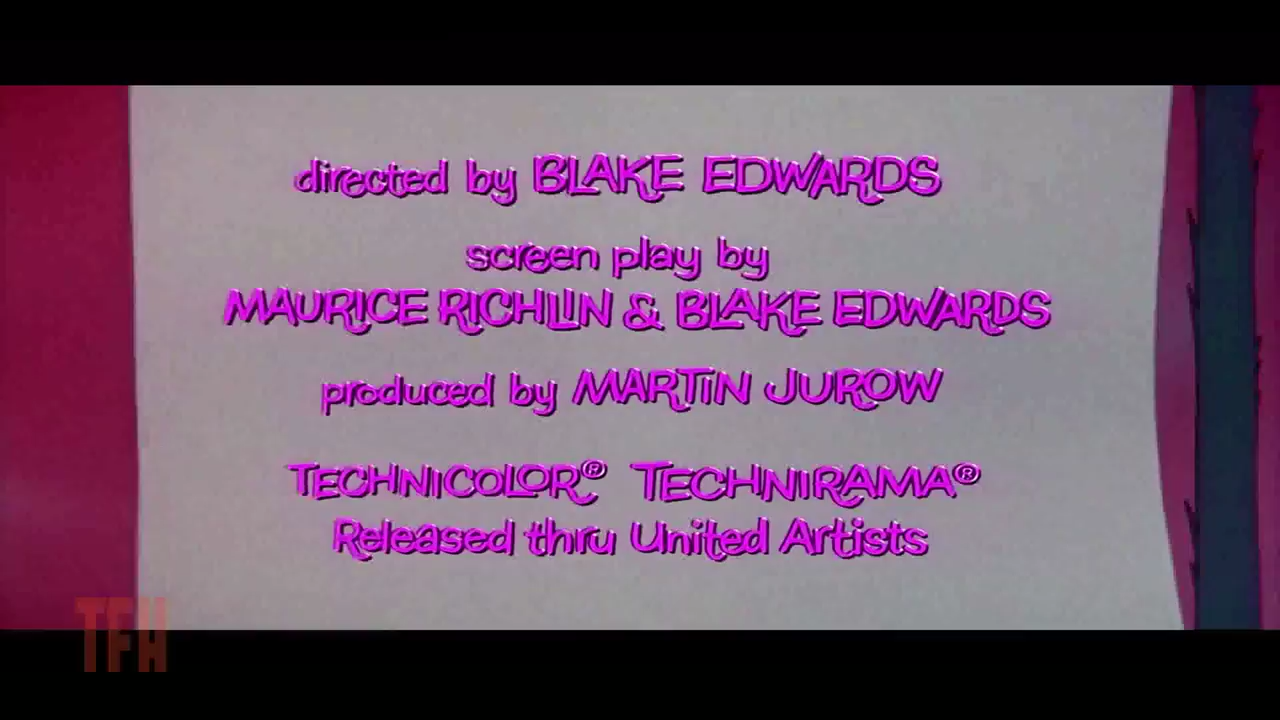 directed by BLAKE EDWARDS
screen play by
MAURICE RICHLIN & BLAKE EDWARDS
produced by MARTIN JUROW
TECHNICOLOR® TECHNIRAMA®
Released thru United Artists
TFH